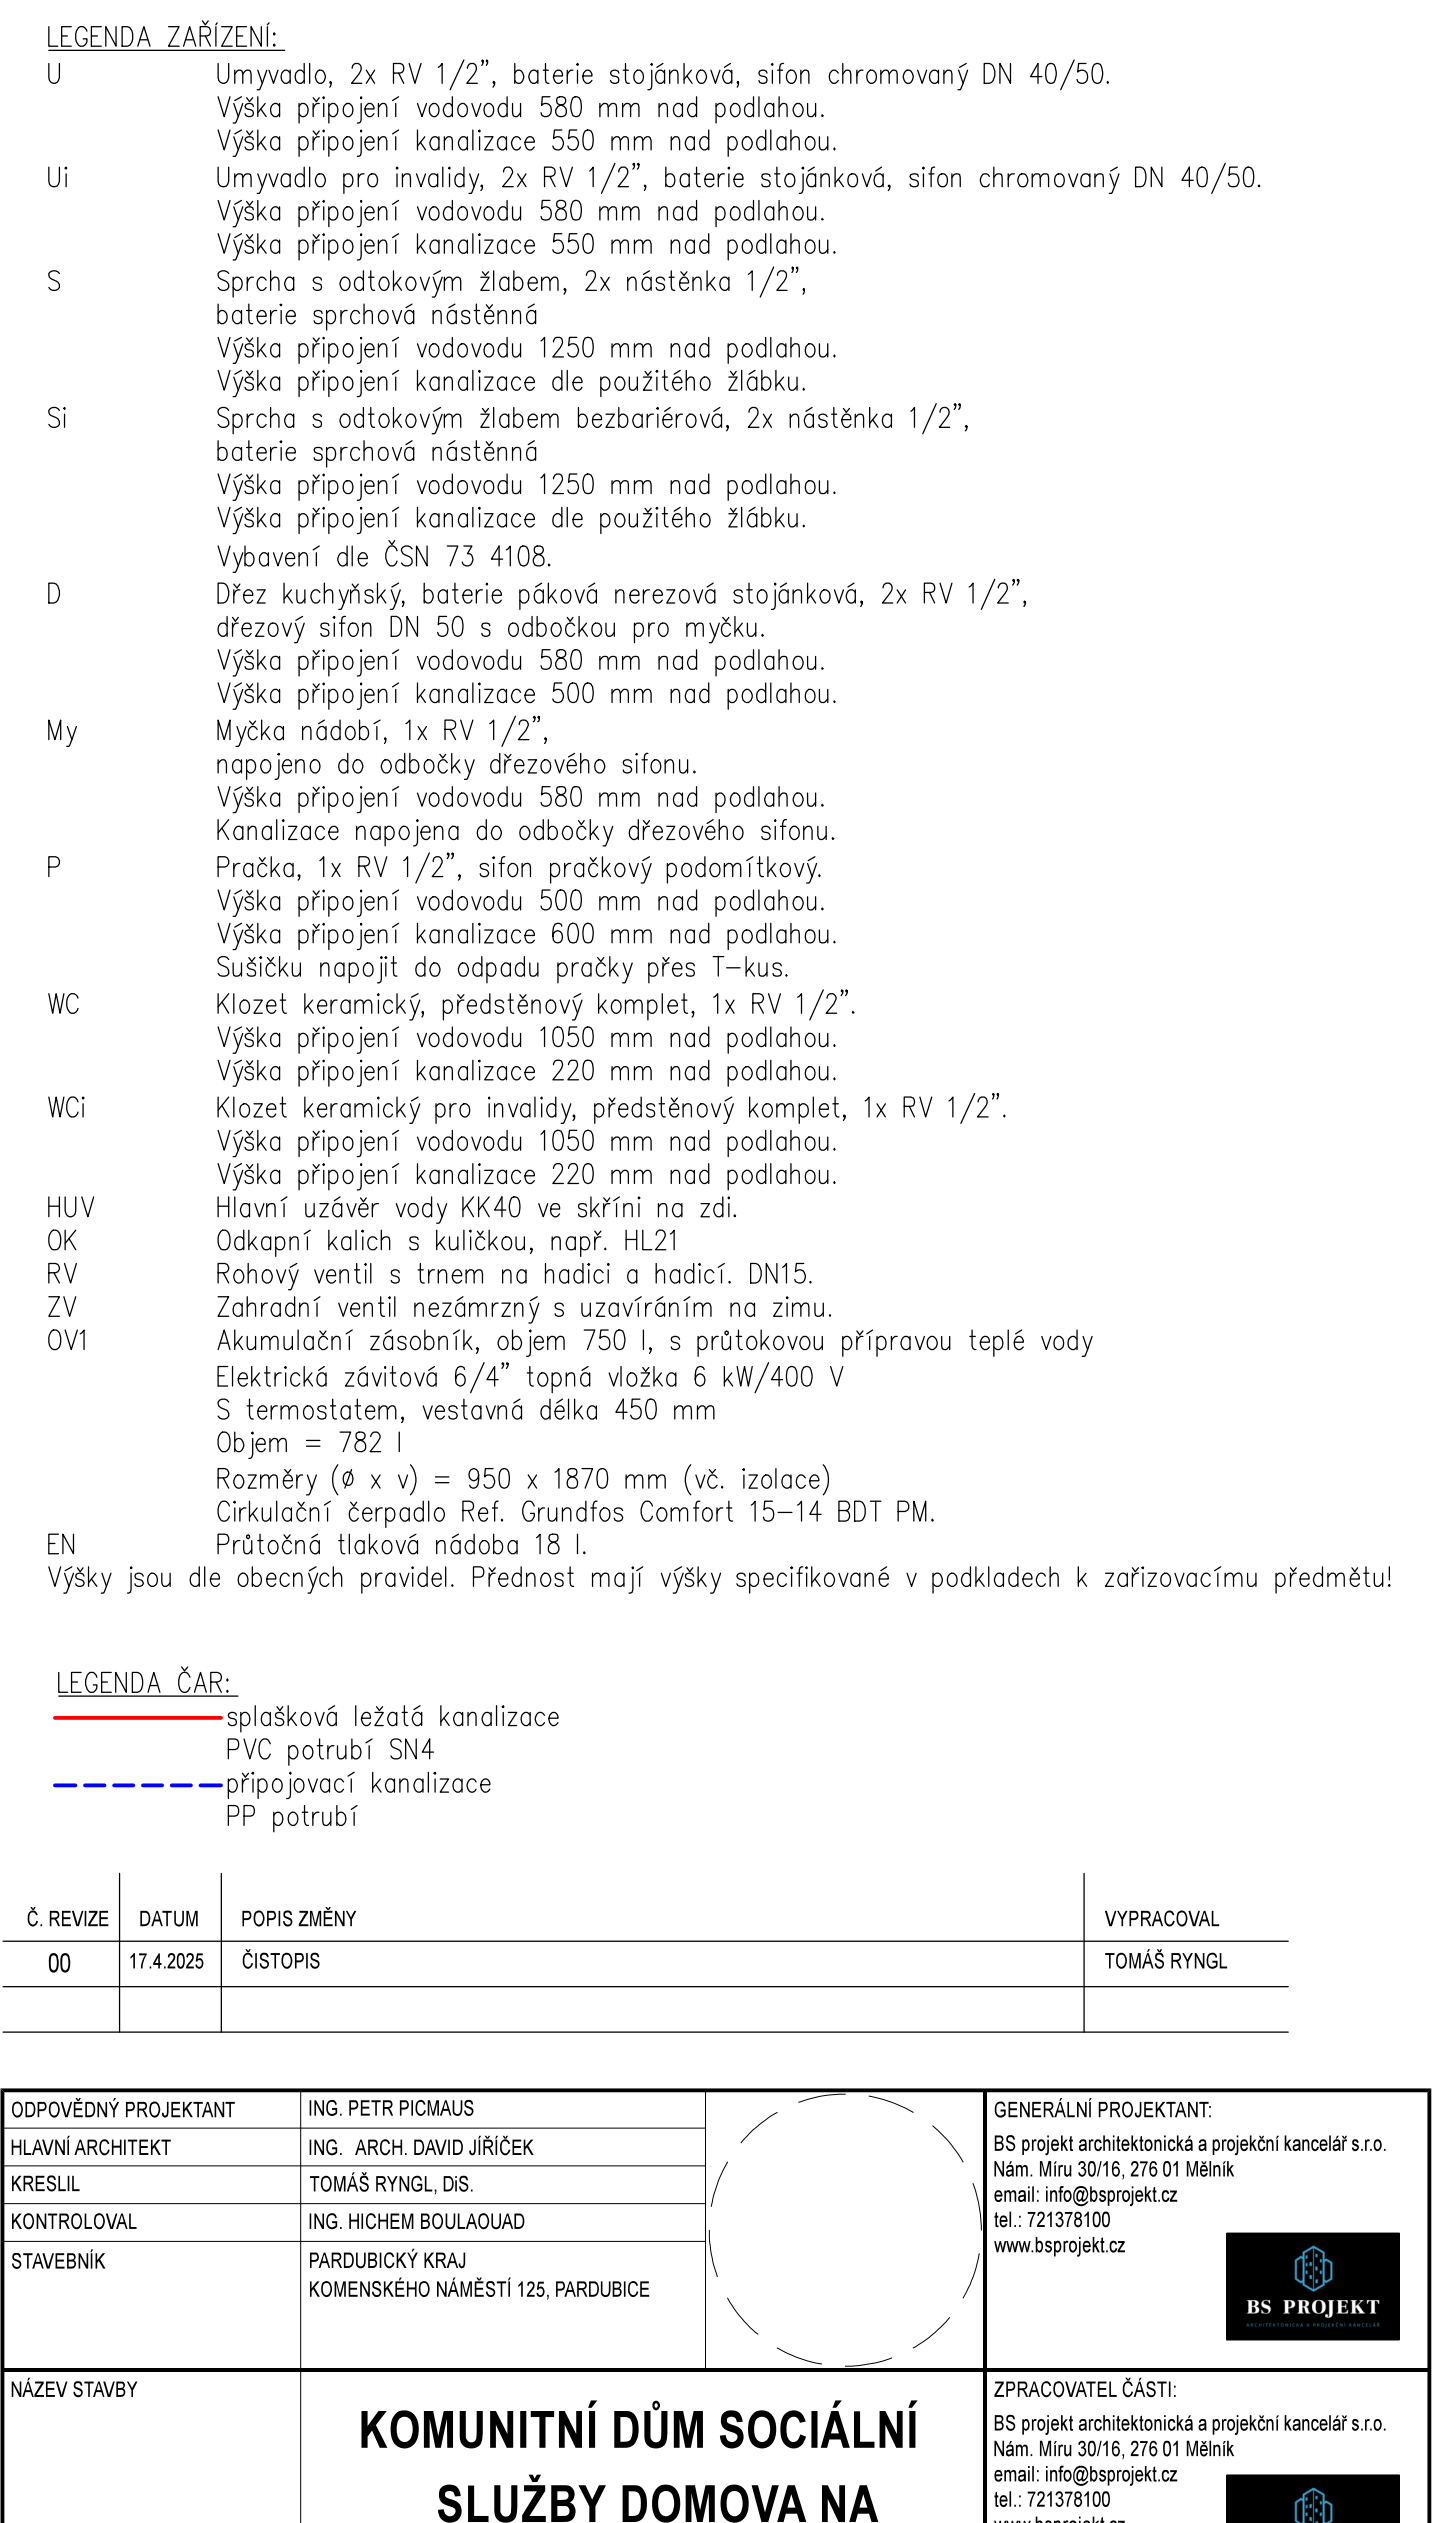 LEGENDA ZAŘÍZENÍ:
U Umyvadlo, 2x RV 1/2", baterie stojánková, sifon chromovaný DN 40/50.
Výška připojení vodovodu 580 mm nad podlahou.
Výška připojení kanalizace 550 mm nad podlahou.
Ui Umyvadlo pro invalidy, 2x RV 1/2", baterie stojánková, sifon chromovaný DN 40/50.
Výška připojení vodovodu 580 mm nad podlahou.
Výška připojení kanalizace 550 mm nad podlahou.
S Sprcha s odtokovým žlabem, 2x nástěnka 1/2",
baterie sprchová nástěnná
Výška připojení vodovodu 1250 mm nad podlahou.
Výška připojení kanalizace dle použitého žlábku.
Si Sprcha s odtokovým žlabem bezbariérová, 2x nástěnka 1/2",
baterie sprchová nástěnná
Výška připojení vodovodu 1250 mm nad podlahou.
Výška připojení kanalizace dle použitého žlábku.
Vybavení dle ČSN 73 4108.
D Dřez kuchyňský, baterie páková nerezová stojánková, 2x RV 1/2",
dřezový sifon DN 50 s odbočkou pro myčku.
Výška připojení vodovodu 580 mm nad podlahou.
Výška připojení kanalizace 500 mm nad podlahou.
My Myčka nádobí, 1x RV 1/2",
napojeno do odbočky dřezového sifonu.
Výška připojení vodovodu 580 mm nad podlahou.
Kanalizace napojena do odbočky dřezového sifonu.
P Pračka, 1x RV 1/2", sifon pračkový podomítkový.
Výška připojení vodovodu 500 mm nad podlahou.
Výška připojení kanalizace 600 mm nad podlahou.
Sušičku napojit do odpadu pračky přes T-kus.
WC Klozet keramický, předstěnový komplet, 1x RV 1/2".
Výška připojení vodovodu 1050 mm nad podlahou.
Výška připojení kanalizace 220 mm nad podlahou.
WCi Klozet keramický pro invalidy, předstěnový komplet, 1x RV 1/2".
Výška připojení vodovodu 1050 mm nad podlahou.
Výška připojení kanalizace 220 mm nad podlahou.
HUV Hlavní uzávěr vody KK40 ve skříni na zdi.
OK Odkapní kalich s kuličkou, např. HL21
RV Rohový ventil s trnem na hadici a hadicí. DN15.
ZV Zahradní ventil nezámrzný s uzavíráním na zimu.
OV1 Akumulační zásobník, objem 750 l, s průtokovou přípravou teplé vody
Elektrická závitová 6/4" topná vložka 6 kW/400 V
S termostatem, vestavná délka 450 mm
Objem = 782 l
Rozměry (ø x v) = 950 x 1870 mm (vč. izolace)
Cirkulační čerpadlo Ref. Grundfos Comfort 15-14 BDT PM.
EN Průtočná tlaková nádoba 18 l.
Výšky jsou dle obecných pravidel. Přednost mají výšky specifikované v podkladech k zařizovacímu předmětu!
LEGENDA ČAR:
splašková ležatá kanalizace
PVC potrubí SN4
připojovací kanalizace
PP potrubí
Č. REVIZE DATUM POPIS ZMĚNY VYPRACOVAL
00 17.4.2025 ČISTOPIS TOMÁŠ RYNGL
ODPOVĚDNÝ PROJEKTANT ING. PETR PICMAUS
HLAVNÍ ARCHITEKT ING. ARCH. DAVID JÍŘÍČEK
KRESLIL TOMÁŠ RYNGL, DiS.
KONTROLOVAL ING. HICHEM BOULAOUAD
STAVEBNÍK PARDUBICKÝ KRAJ
KOMENSKÉHO NÁMĚSTÍ 125, PARDUBICE
GENERÁLNÍ PROJEKTANT:
BS projekt architektonická a projekční kancelář s.r.o.
Nám. Míru 30/16, 276 01 Mělník
email: info@bsprojekt.cz
tel.: 721378100
www.bsprojekt.cz
BS PROJEKT
ARCHITEKTONICKÁ A PROJEKČNÍ KANCELÁŘ
NÁZEV STAVBY
KOMUNITNÍ DŮM SOCIÁLNÍ
SLUŽBY DOMOVA NA
ZPRACOVATEL ČÁSTI:
BS projekt architektonická a projekční kancelář s.r.o.
Nám. Míru 30/16, 276 01 Mělník
email: info@bsprojekt.cz
tel.: 721378100
www.bsprojekt.cz